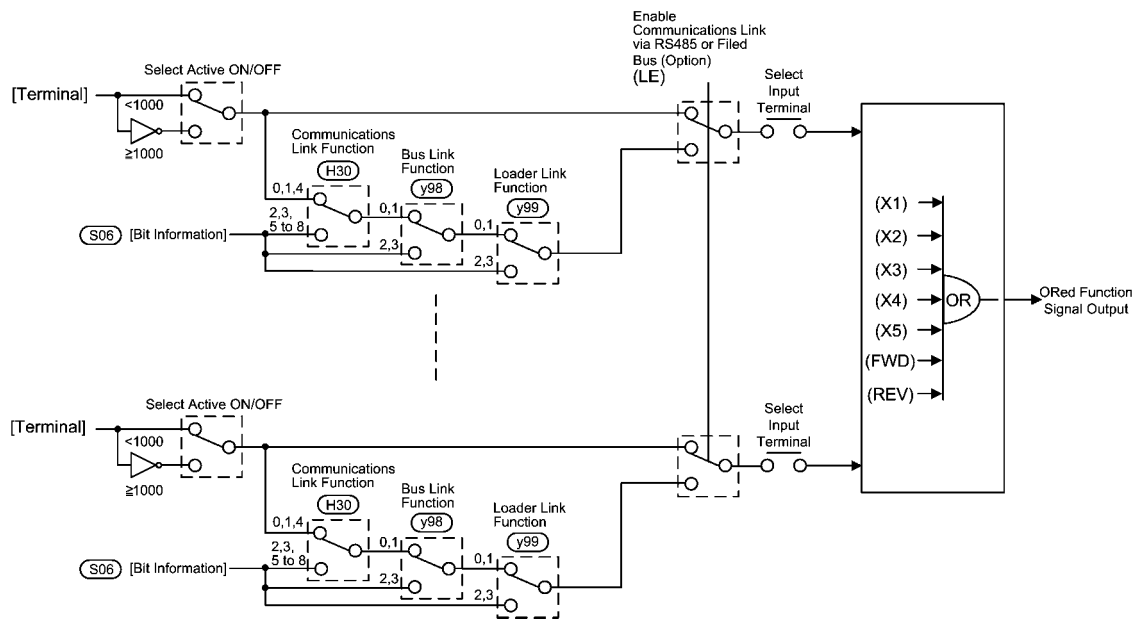 Enable
Communications Link
via RS485 or Filed
Bus (Option)
(LE)
Select Active ON/OFF
[Terminal]
<1000
≧1000
Select
Input
Terminal
Communications
Link Function
H30
Bus Link
Function
y98
Loader Link
Function
y99
0,1,4
2,3,
5 to 8
0,1
2,3
0,1
2,3
S06 [Bit Information]
(X1)
(X2)
(X3)
(X4)
(X5)
(FWD)
(REV)
OR
ORed Function
Signal Output
Select Active ON/OFF
[Terminal]
<1000
≧1000
Select
Input
Terminal
Communications
Link Function
H30
Bus Link
Function
y98
Loader Link
Function
y99
0,1,4
2,3,
5 to 8
0,1
2,3
0,1
2,3
S06 [Bit Information]